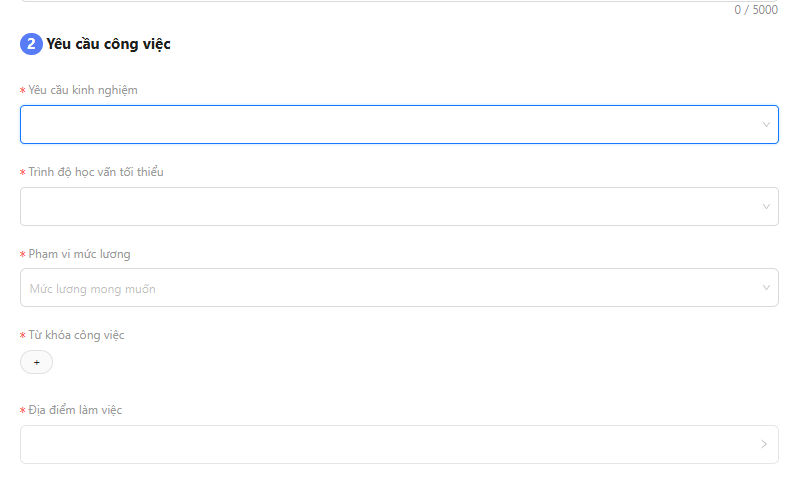 0 / 5000
2 Yêu cầu công việc
* Yêu cầu kinh nghiệm
* Trình độ học vấn tối thiểu
* Phạm vi mức lương
Mức lương mong muốn
* Từ khóa công việc
+
* Địa điểm làm việc